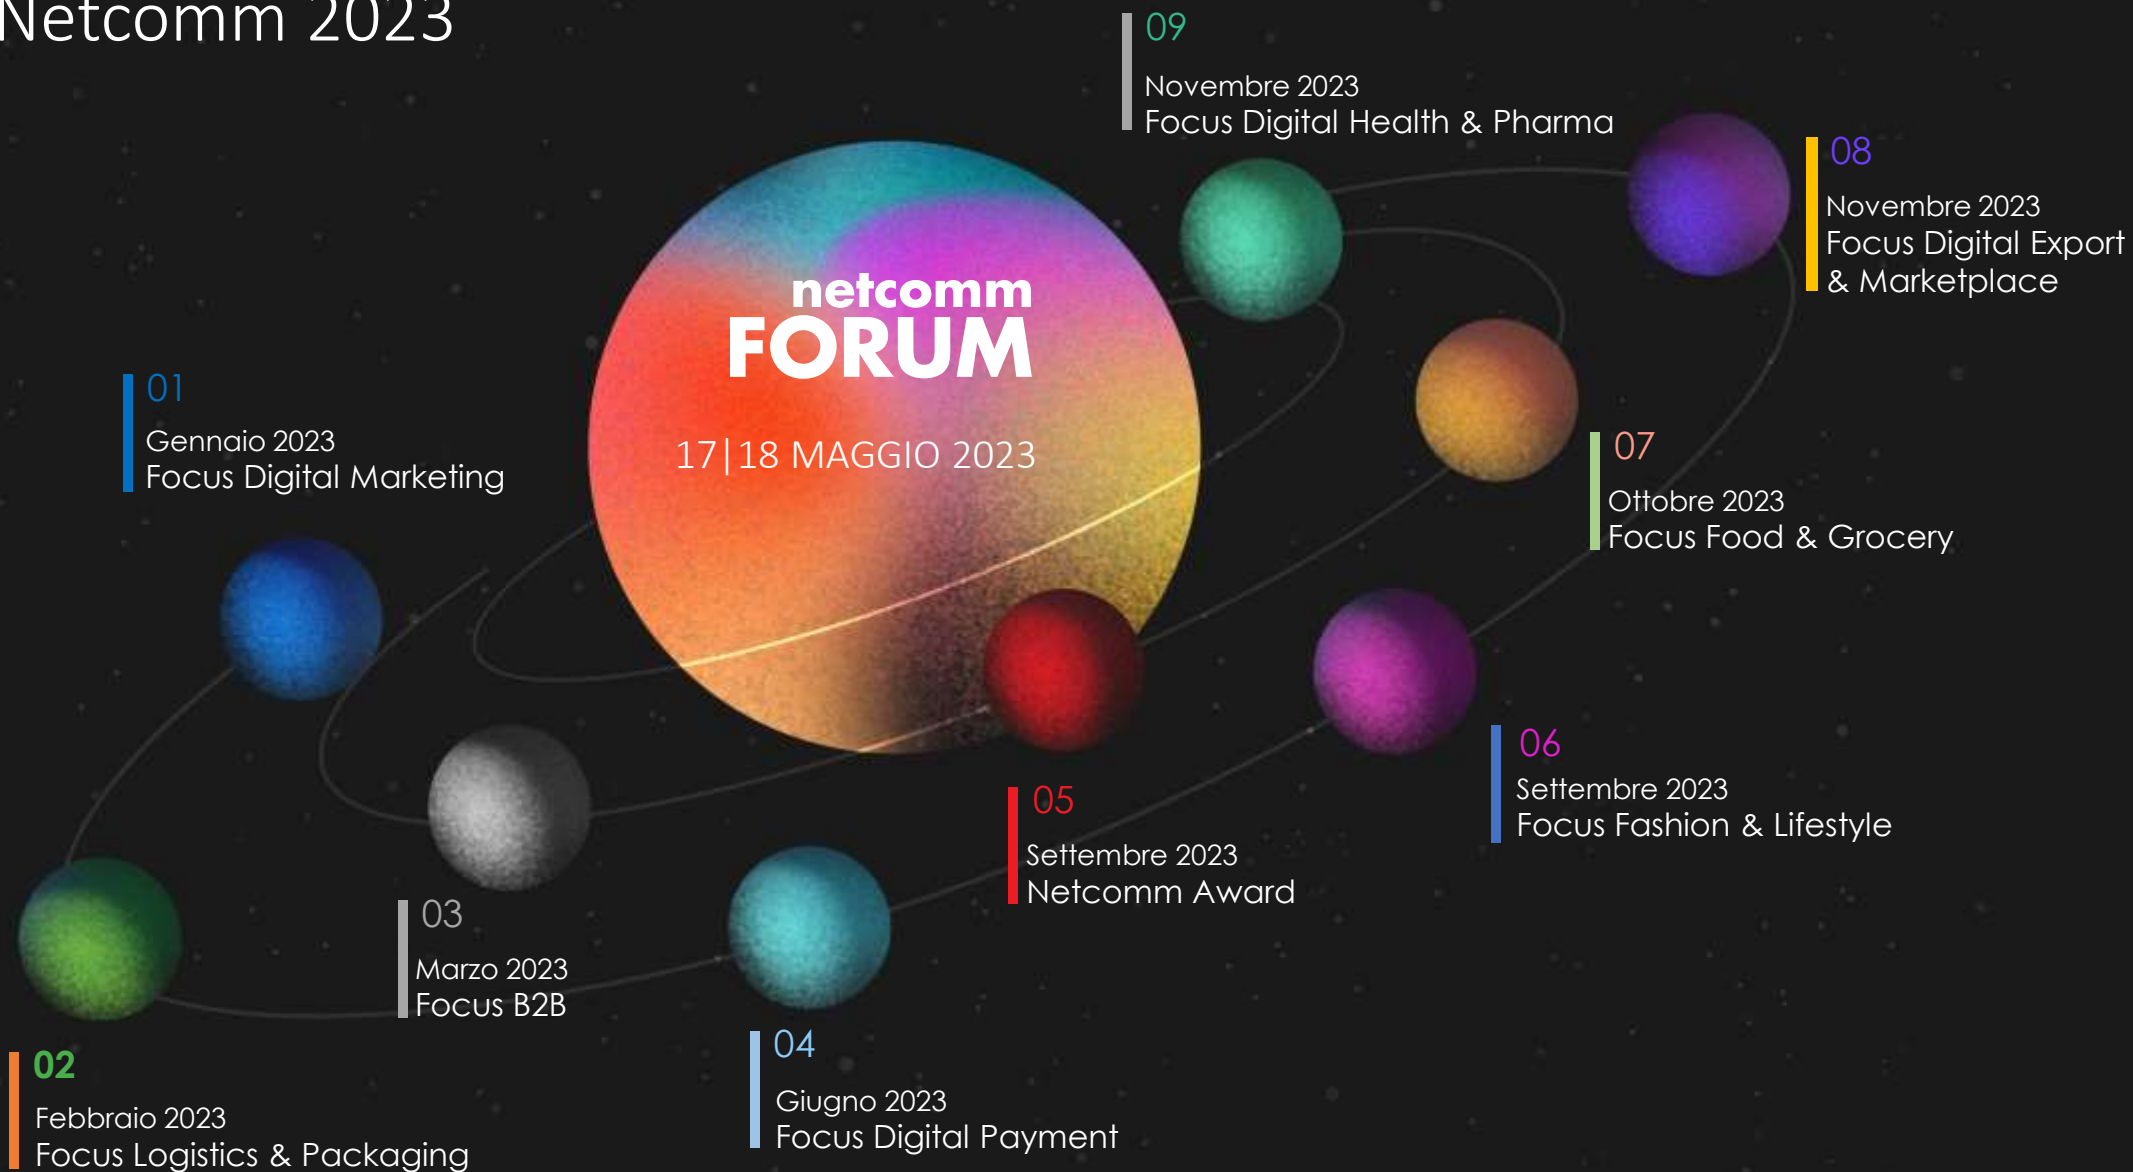 Netcomm 2023
netcomm
FORUM
17|18 MAGGIO 2023
01
Gennaio 2023
Focus Digital Marketing
02
Febbraio 2023
Focus Logistics & Packaging
03
Marzo 2023
Focus B2B
04
Giugno 2023
Focus Digital Payment
05
Settembre 2023
Netcomm Award
06
Settembre 2023
Focus Fashion & Lifestyle
07
Ottobre 2023
Focus Food & Grocery
08
Novembre 2023
Focus Digital Export
& Marketplace
09
Novembre 2023
Focus Digital Health & Pharma